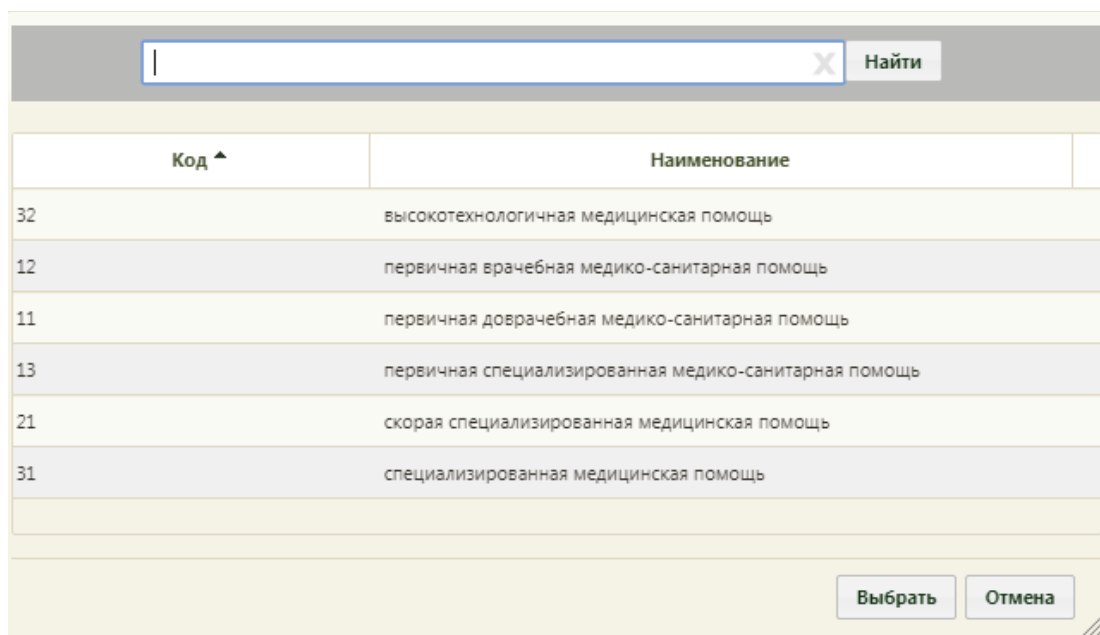 Найти
Код Наименование
32 высокотехнологичная медицинская помощь
12 первичная врачебная медико-санитарная помощь
11 первичная доврачебная медико-санитарная помощь
13 первичная специализированная медико-санитарная помощь
21 скорая специализированная медицинская помощь
31 специализированная медицинская помощь
Выбрать Отмена